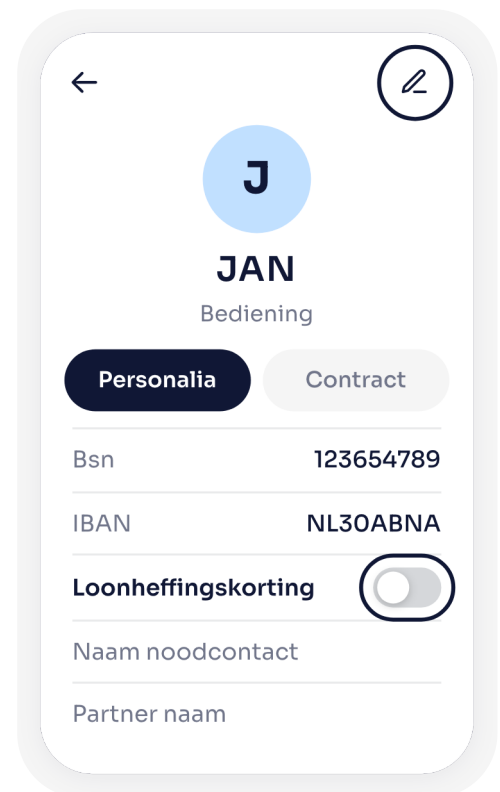 J
JAN
Bediening
Personalia Contract
Bsn 123654789
IBAN NL30ABNA
Loonheffingskorting
Naam noodcontact
Partner naam